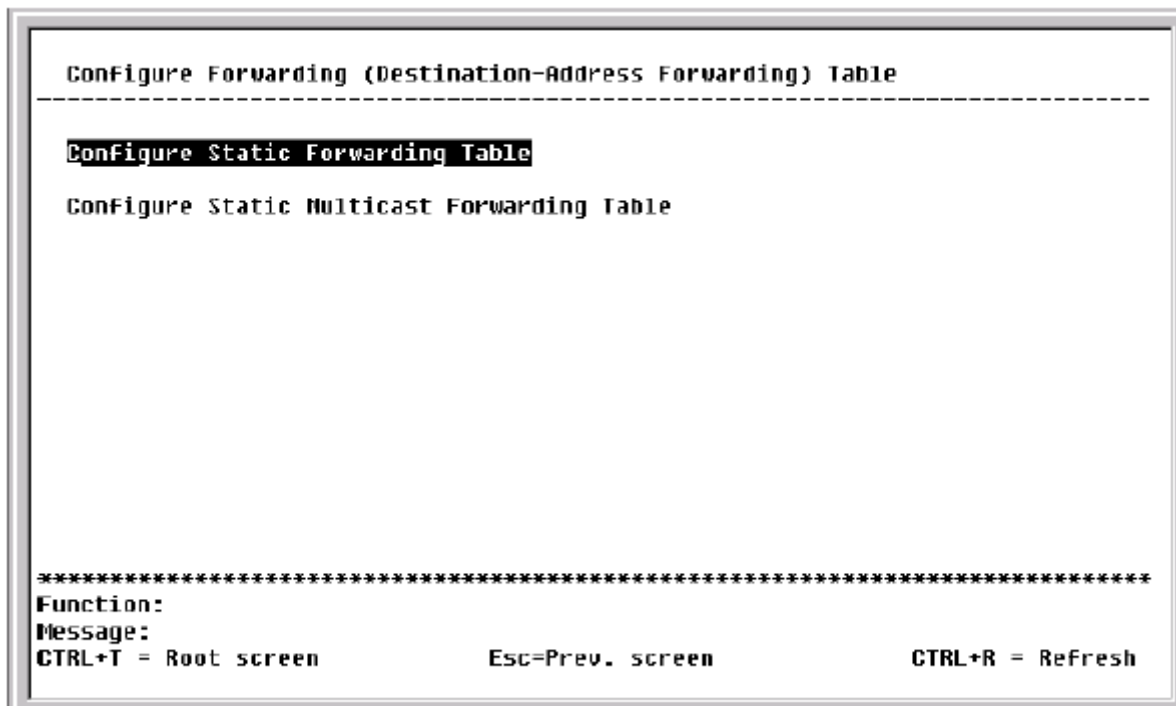 Configure Forwarding (Destination-Address Forwarding) Table
--------------------------------------------------------------------------------
Configure Static Forwarding Table
Configure Static Multicast Forwarding Table
********************************************************************************
Function:
Message:
CTRL+T = Root screen Esc=Prev. screen CTRL+R = Refresh